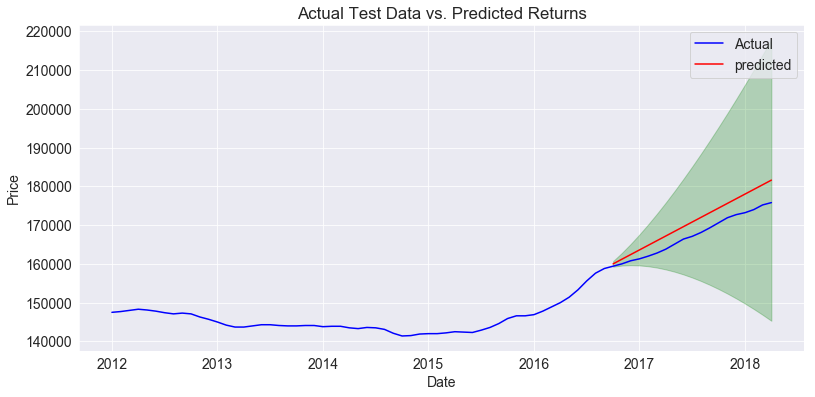 Actual Test Data vs. Predicted Returns
220000
210000
200000
190000
180000
170000
160000
150000
140000
Price
Actual
predicted
2012 2013 2014 2015 2016 2017 2018
Date